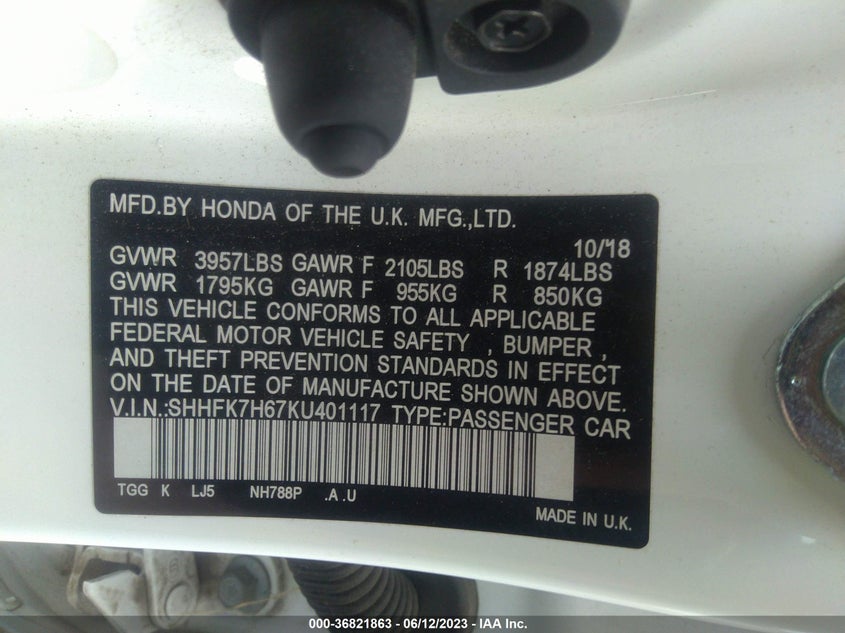 MFD.BY HONDA OF THE U.K. MFG.,LTD.
10/18
GVWR 3957LBS GAWR F 2105LBS R 1874LBS
GVWR 1795KG GAWR F 955KG R 850KG
THIS VEHICLE CONFORMS TO ALL APPLICABLE
FEDERAL MOTOR VEHICLE SAFETY , BUMPER ,
AND THEFT PREVENTION STANDARDS IN EFFECT
ON THE DATE OF MANUFACTURE SHOWN ABOVE.
V.I.N.:SHHFK7H67KU401117 TYPE:PASSENGER CAR
TGG K LJ5 NH788P .A .U
MADE IN U.K.
000-36821863 - 06/12/2023 - IAA Inc.